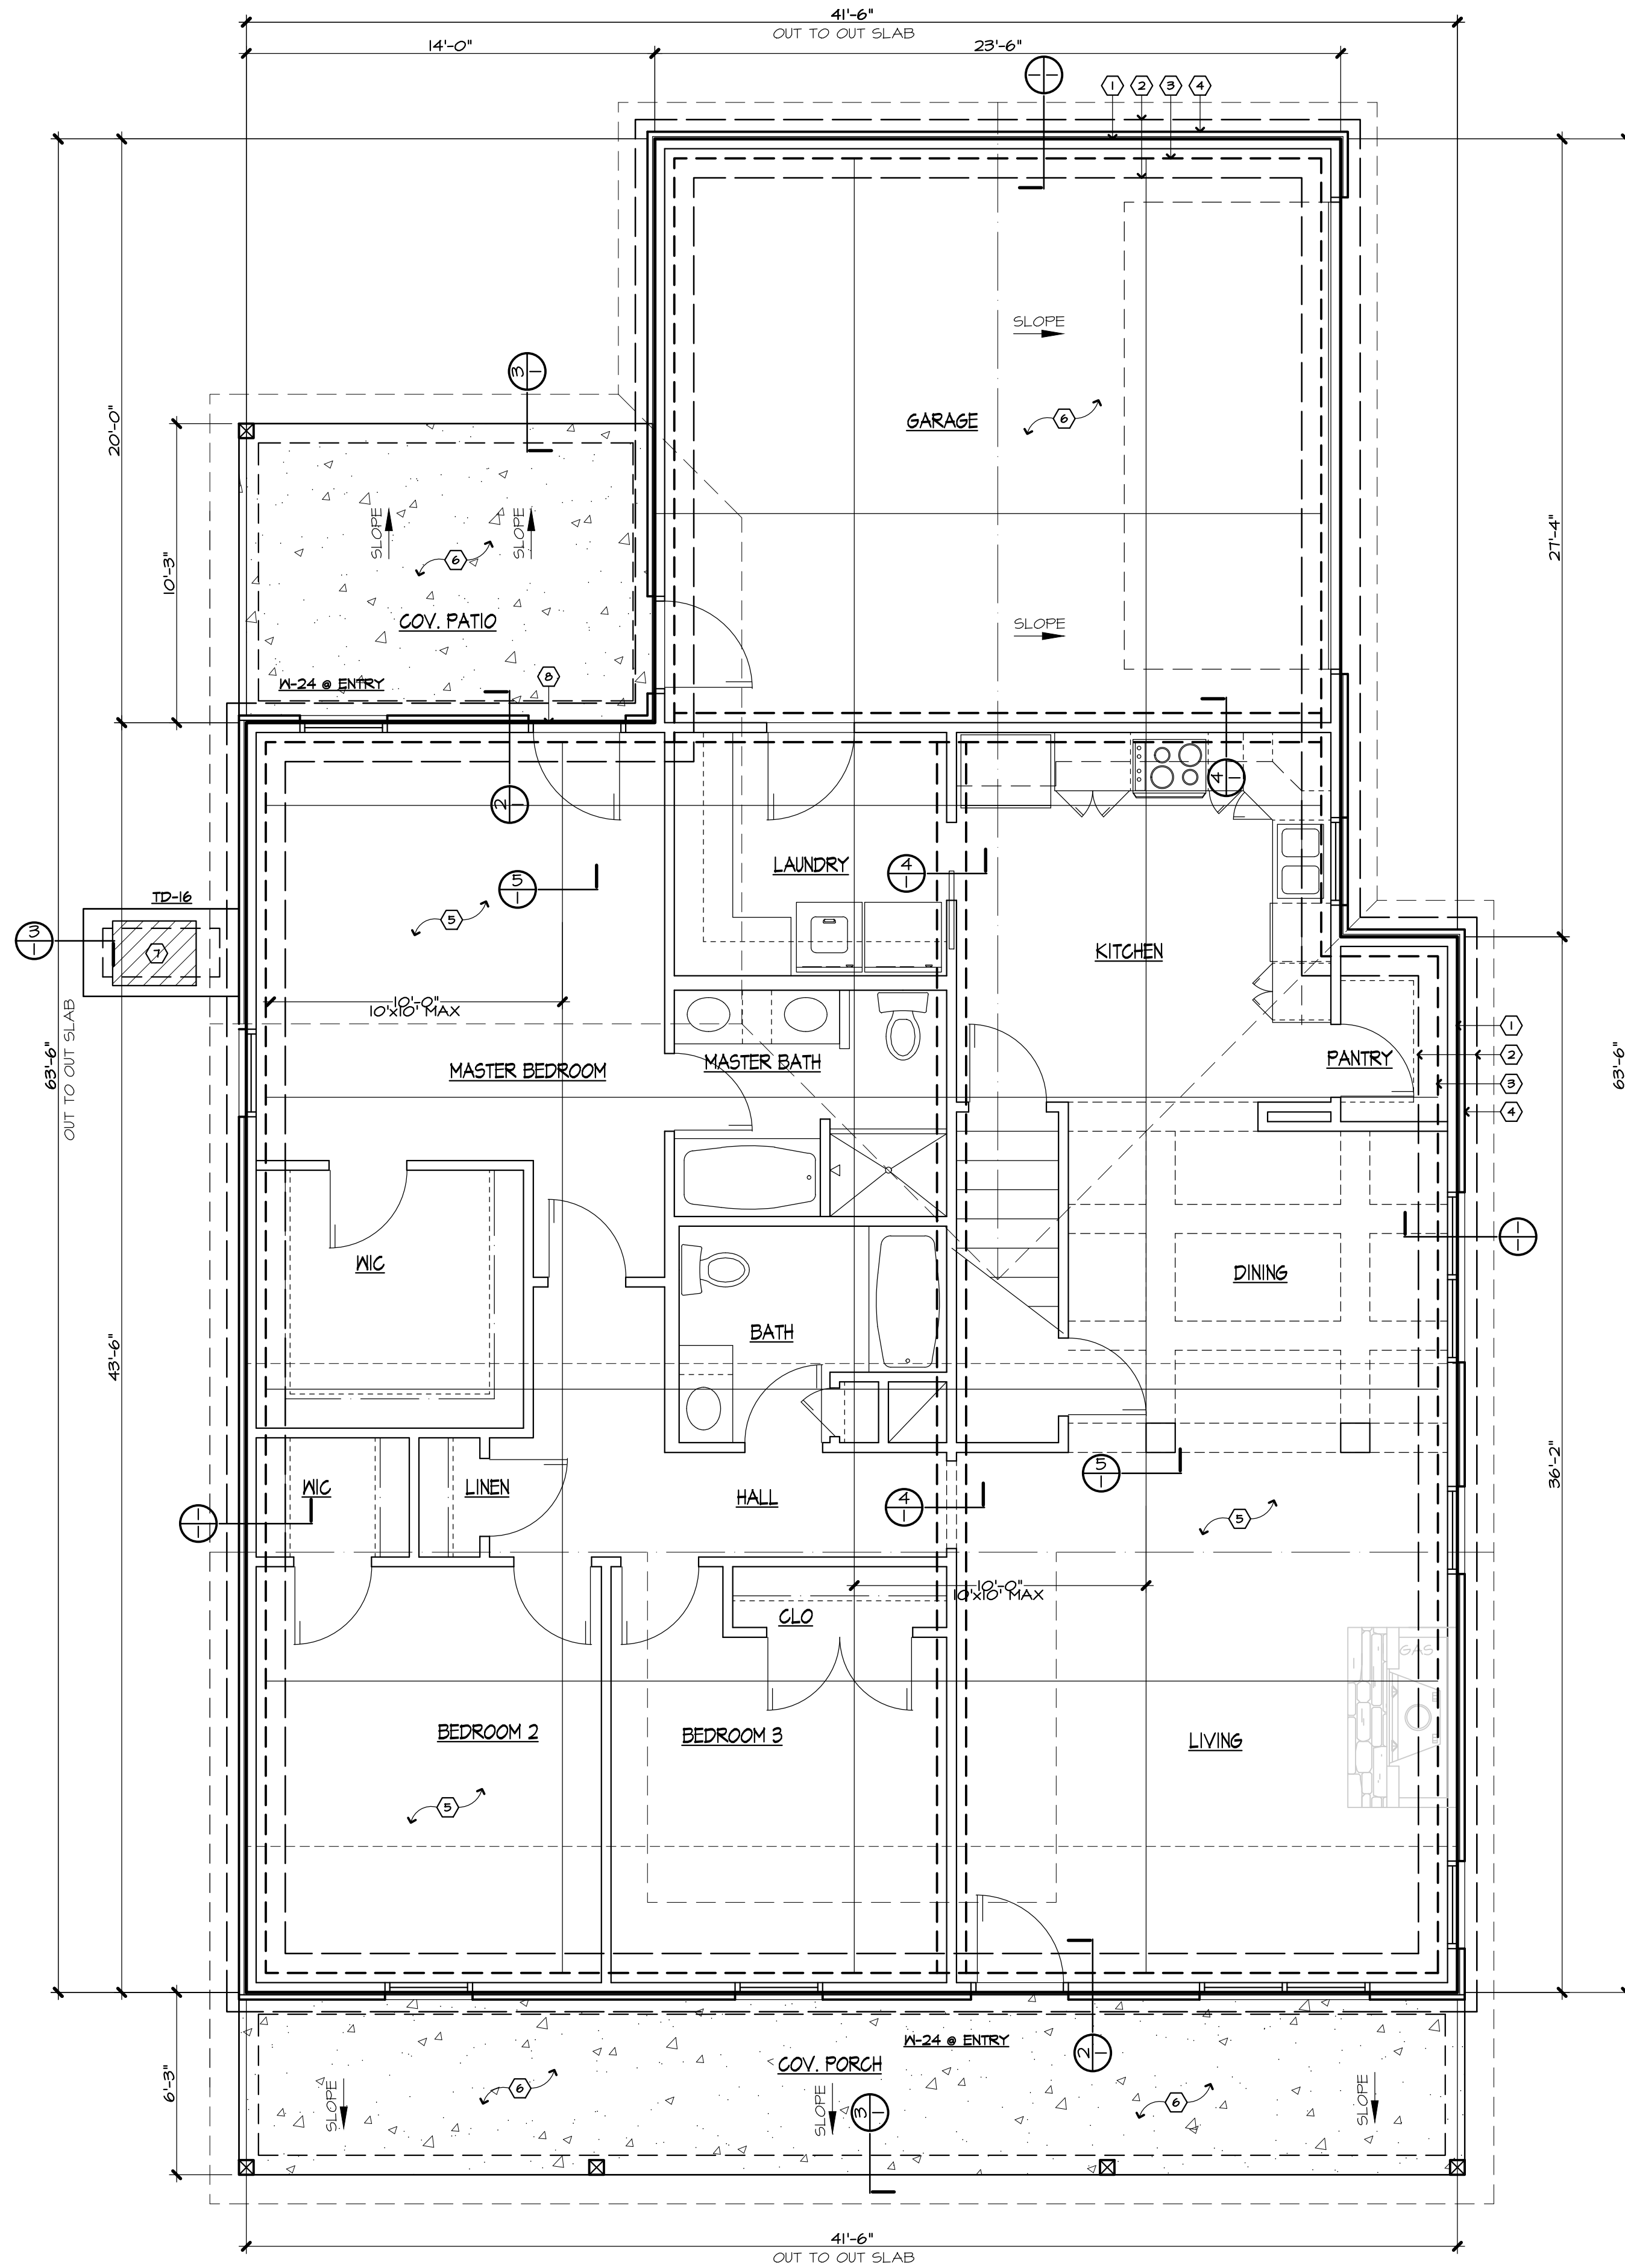 41'-6"
OUT TO OUT SLAB
14'-0"
23'-6"
1
2
3
4
SLOPE
3
1
GARAGE
6
20'-0"
27'-4"
10'-3"
SLOPE
SLOPE
6
COV. PATIO
SLOPE
W-24 @ ENTRY
8
4
1
2
1
LAUNDRY
4
1
5
1
TD-16
5
3
1
7
KITCHEN
10'-0"
10'x10' MAX
63'-6"
OUT TO OUT SLAB
MASTER BEDROOM
MASTER BATH
PANTRY
1
2
3
4
63'-6"
1
1
WIC
DINING
BATH
43'-6"
36'-2"
5
1
WIC
LINEN
HALL
4
1
5
1
1
10'-0"
10'x10' MAX
CLO
GAS
BEDROOM 2
BEDROOM 3
LIVING
5
W-24 @ ENTRY
2
1
COV. PORCH
6'-3"
SLOPE
6
SLOPE
3
1
6
SLOPE
41'-6"
OUT TO OUT SLAB